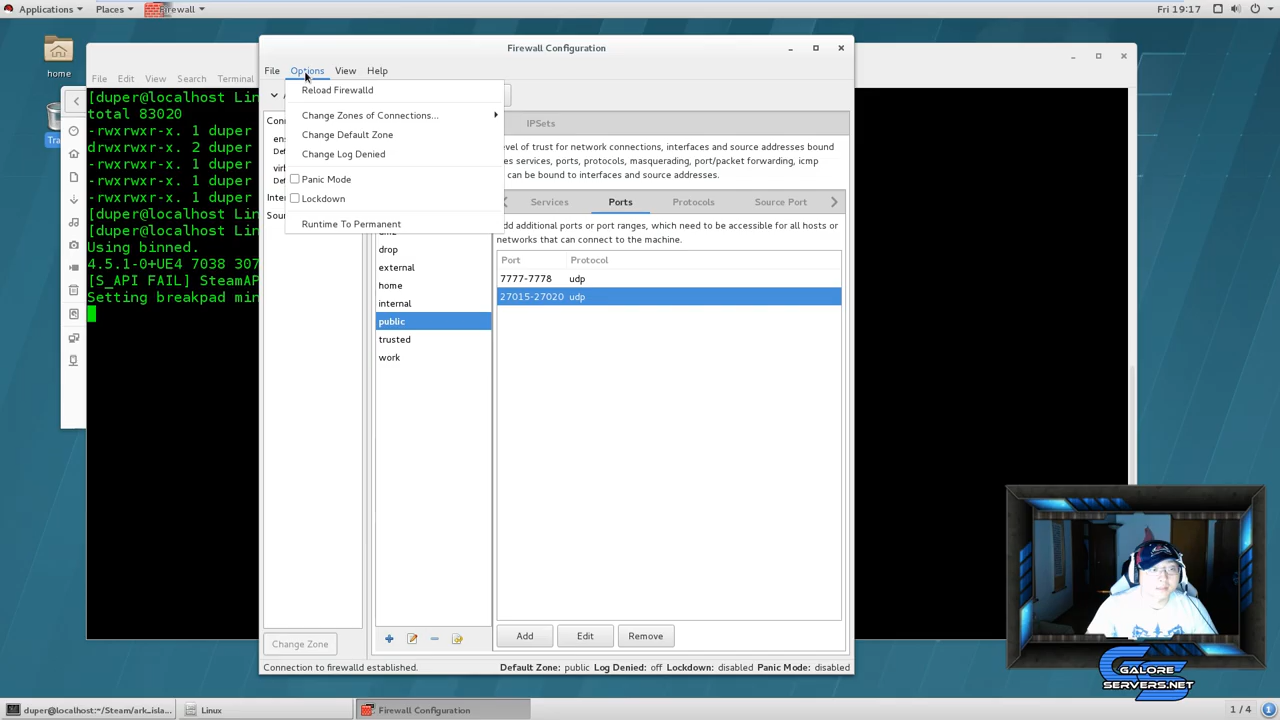 Applications Places Firewall Fri 19:17
home
File Edit View Search Terminal
[duper@localhost Lin
total 83020
-rwxrwxr-x. 1 duper
drwxrwxr-x. 2 duper
-rwxrwxr-x. 1 duper
-rwxrwxr-x. 1 duper
-rwxrwxr-x. 1 duper
[duper@localhost Lin
[duper@localhost Lin
Using binned.
4.5.1-0+UE4 7038 307
[S_API FAIL] SteamAP
Setting breakpad min
Firewall Configuration
File Options View Help
Reload Firewalld
Change Zones of Connections...
Change Default Zone
Change Log Denied
Panic Mode
Lockdown
Runtime To Permanent
IPSets
evel of trust for network connections, interfaces and source addresses bound
es services, ports, protocols, masquerading, port/packet forwarding, icmp
can be bound to interfaces and source addresses.
drop
external
home
internal
public
trusted
work
Services Ports Protocols Source Port
dd additional ports or port ranges, which need to be accessible for all hosts or
networks that can connect to the machine.
Port Protocol
7777-7778 udp
27015-27020 udp
Add Edit Remove
Change Zone
Connection to firewalld established.
Default Zone: public Log Denied: off Lockdown: disabled Panic Mode: disabled
GALORE
SERVERS.NET
duper@localhost:~/Steam/ark_isla...
Linux
Firewall Configuration
1 / 4